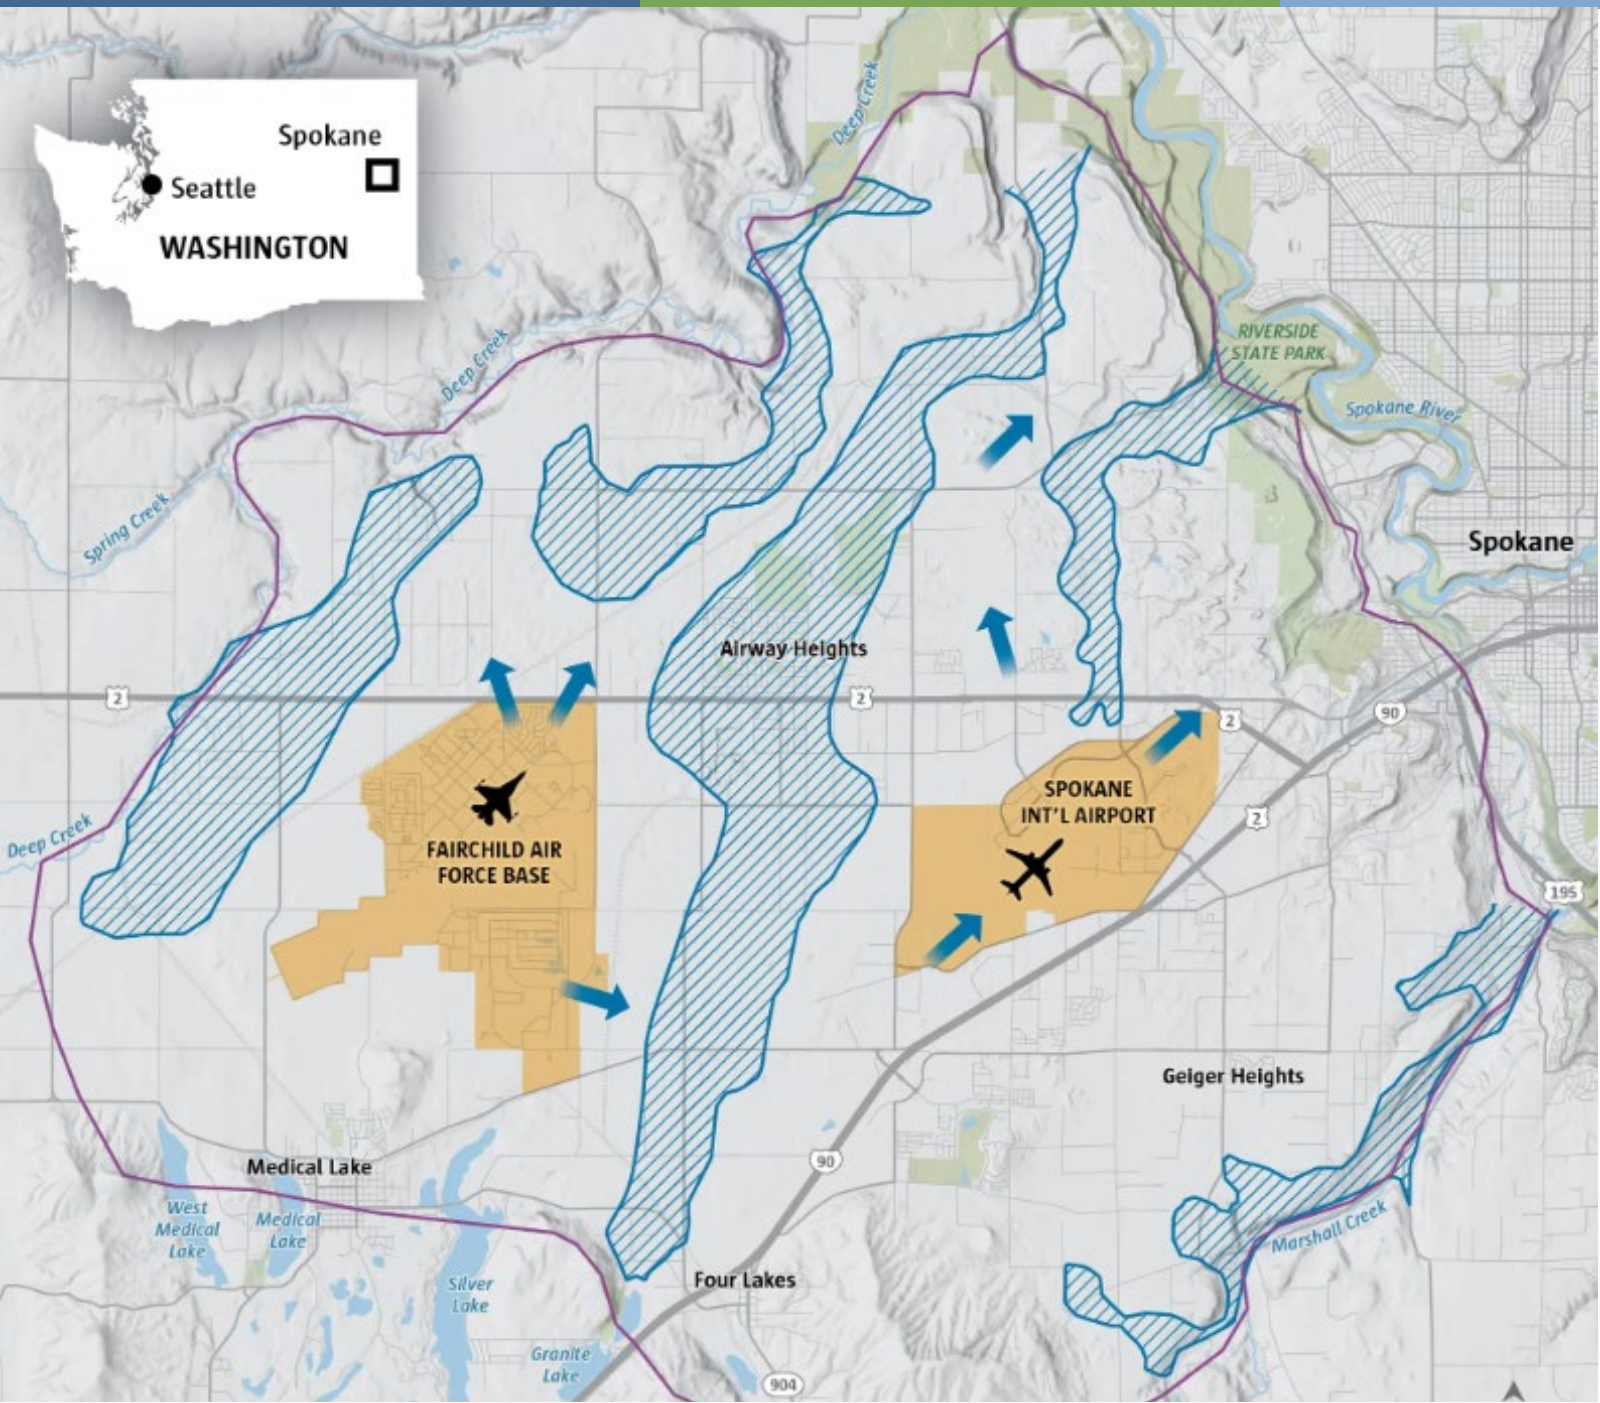 Spokane
Seattle
WASHINGTON
Deep Creek
Deep Creek
Spring Creek
RIVERSIDE
STATE PARK
Spokane River
Spokane
Airway Heights
2
2
2
90
SPOKANE
INT'L AIRPORT
2
Deep Creek
FAIRCHILD AIR
FORCE BASE
195
Geiger Heights
90
Medical Lake
West
Medical
Lake
Medical
Lake
Marshall Creek
Silver
Lake
Four Lakes
Granite
Lake
904